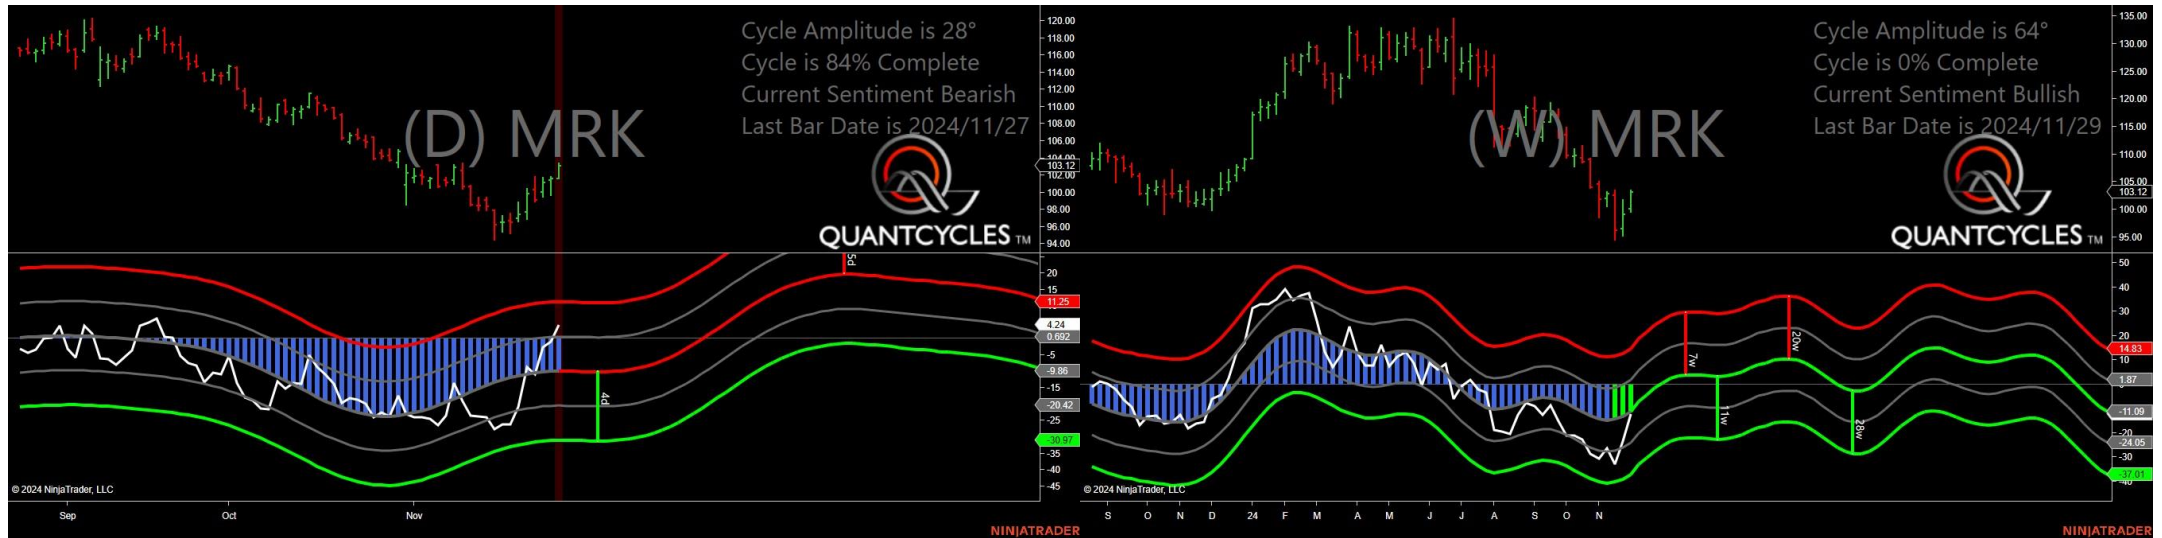 Cycle Amplitude is 28°
Cycle is 84% Complete
Current Sentiment Bearish
Last Bar Date is 2024/11/27
(D) MRK
QUANTCYCLES TM
120.00
118.00
116.00
114.00
112.00
110.00
108.00
106.00
104.00
103.12
102.00
100.00
98.00
96.00
94.00
5d
4d
20
15
11.25
4.24
0.692
-5
-9.86
-15
-20.42
-25
-30.97
-35
-40
-45
© 2024 NinjaTrader, LLC
Sep
Oct
Nov
NINJATRADER
Cycle Amplitude is 64°
Cycle is 0% Complete
Current Sentiment Bullish
Last Bar Date is 2024/11/29
(W) MRK
QUANTCYCLES TM
135.00
130.00
125.00
120.00
115.00
110.00
105.00
103.12
100.00
95.00
7w
20w
11w
28w
50
40
30
20
14.83
10
1.87
-11.09
-20
-24.05
-30
-37.01
-40
© 2024 NinjaTrader, LLC
S O N D 24 F M A M J J A S O N
NINJATRADER